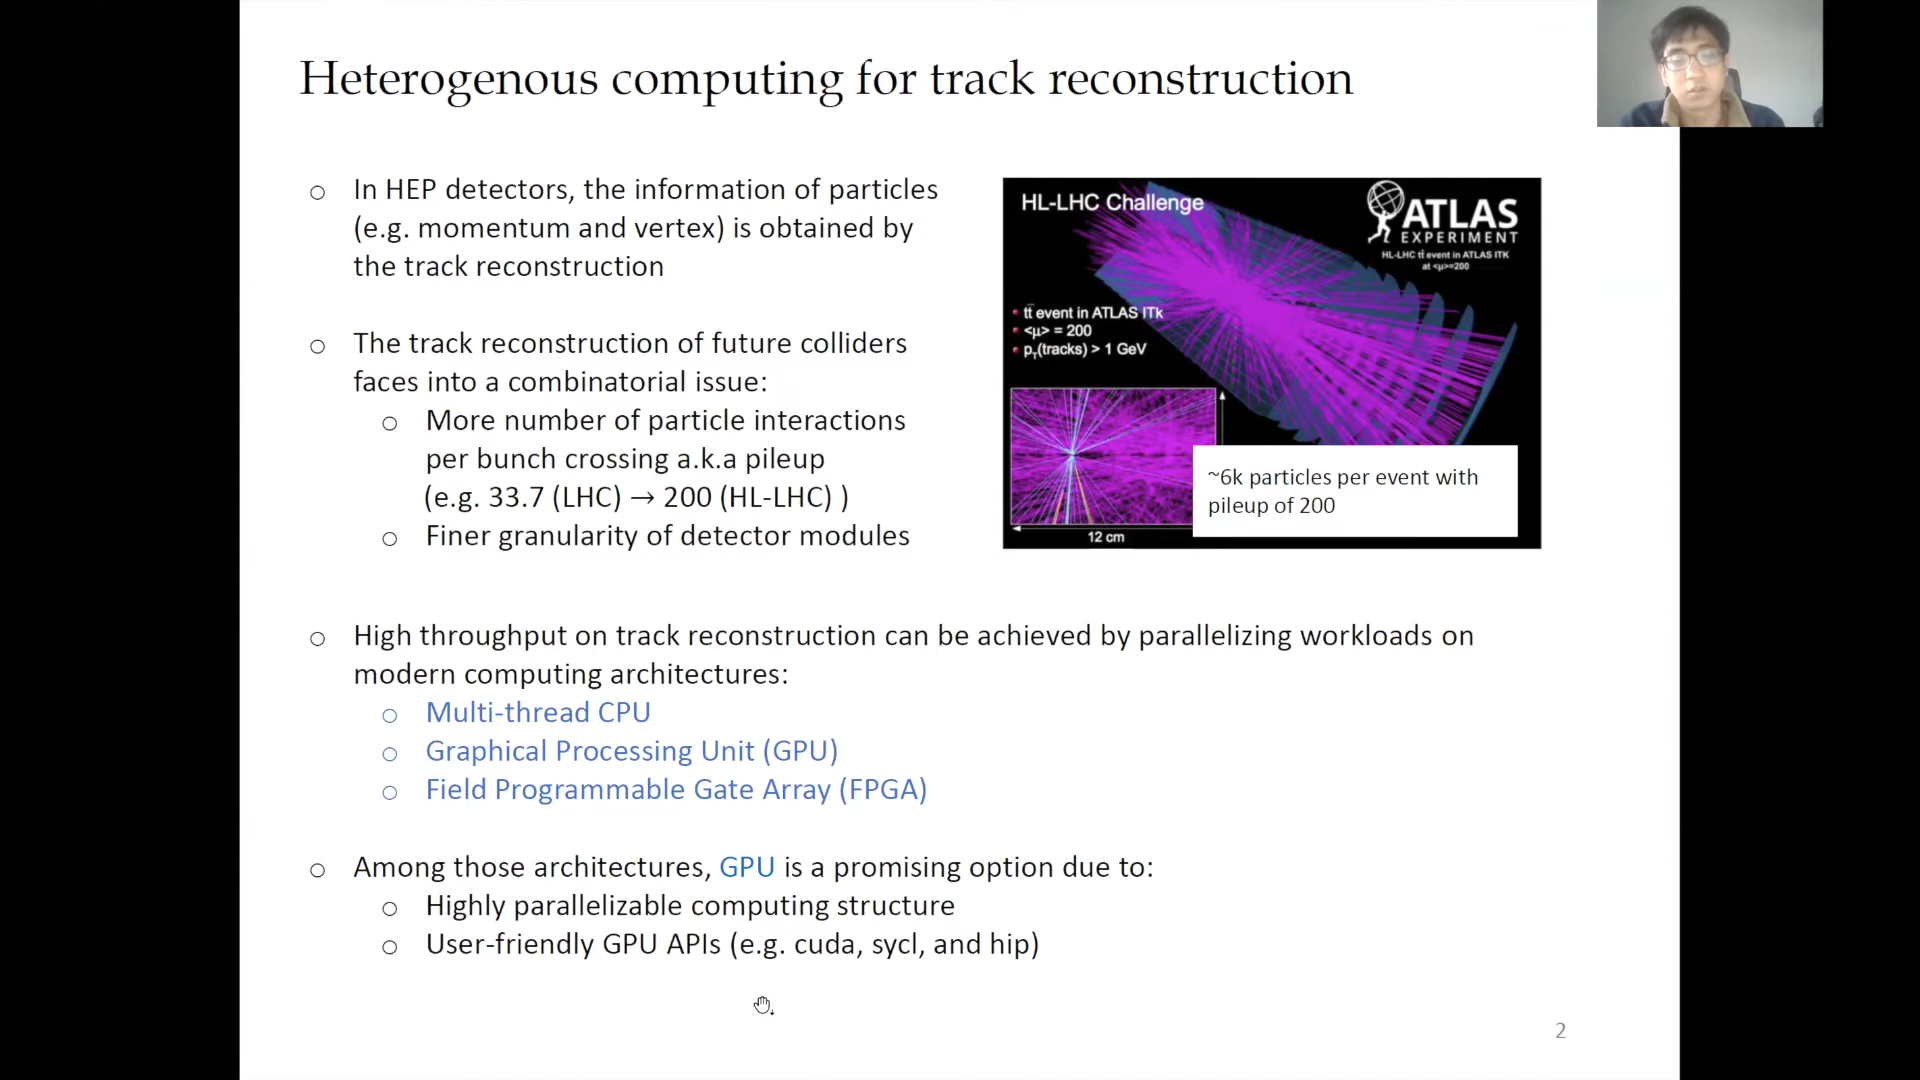 Heterogenous computing for track reconstruction
In HEP detectors, the information of particles
(e.g. momentum and vertex) is obtained by
the track reconstruction
The track reconstruction of future colliders
faces into a combinatorial issue:
More number of particle interactions
per bunch crossing a.k.a pileup
(e.g. 33.7 (LHC) → 200 (HL-LHC) )
Finer granularity of detector modules
HL-LHC Challenge
ATLAS
EXPERIMENT
HL-LHC tt̄ event in ATLAS ITK
at <μ>=200
tt̄ event in ATLAS ITk
<μ> = 200
pT(tracks) > 1 GeV
~6k particles per event with
pileup of 200
12 cm
High throughput on track reconstruction can be achieved by parallelizing workloads on
modern computing architectures:
Multi-thread CPU
Graphical Processing Unit (GPU)
Field Programmable Gate Array (FPGA)
Among those architectures, GPU is a promising option due to:
Highly parallelizable computing structure
User-friendly GPU APIs (e.g. cuda, sycl, and hip)
2